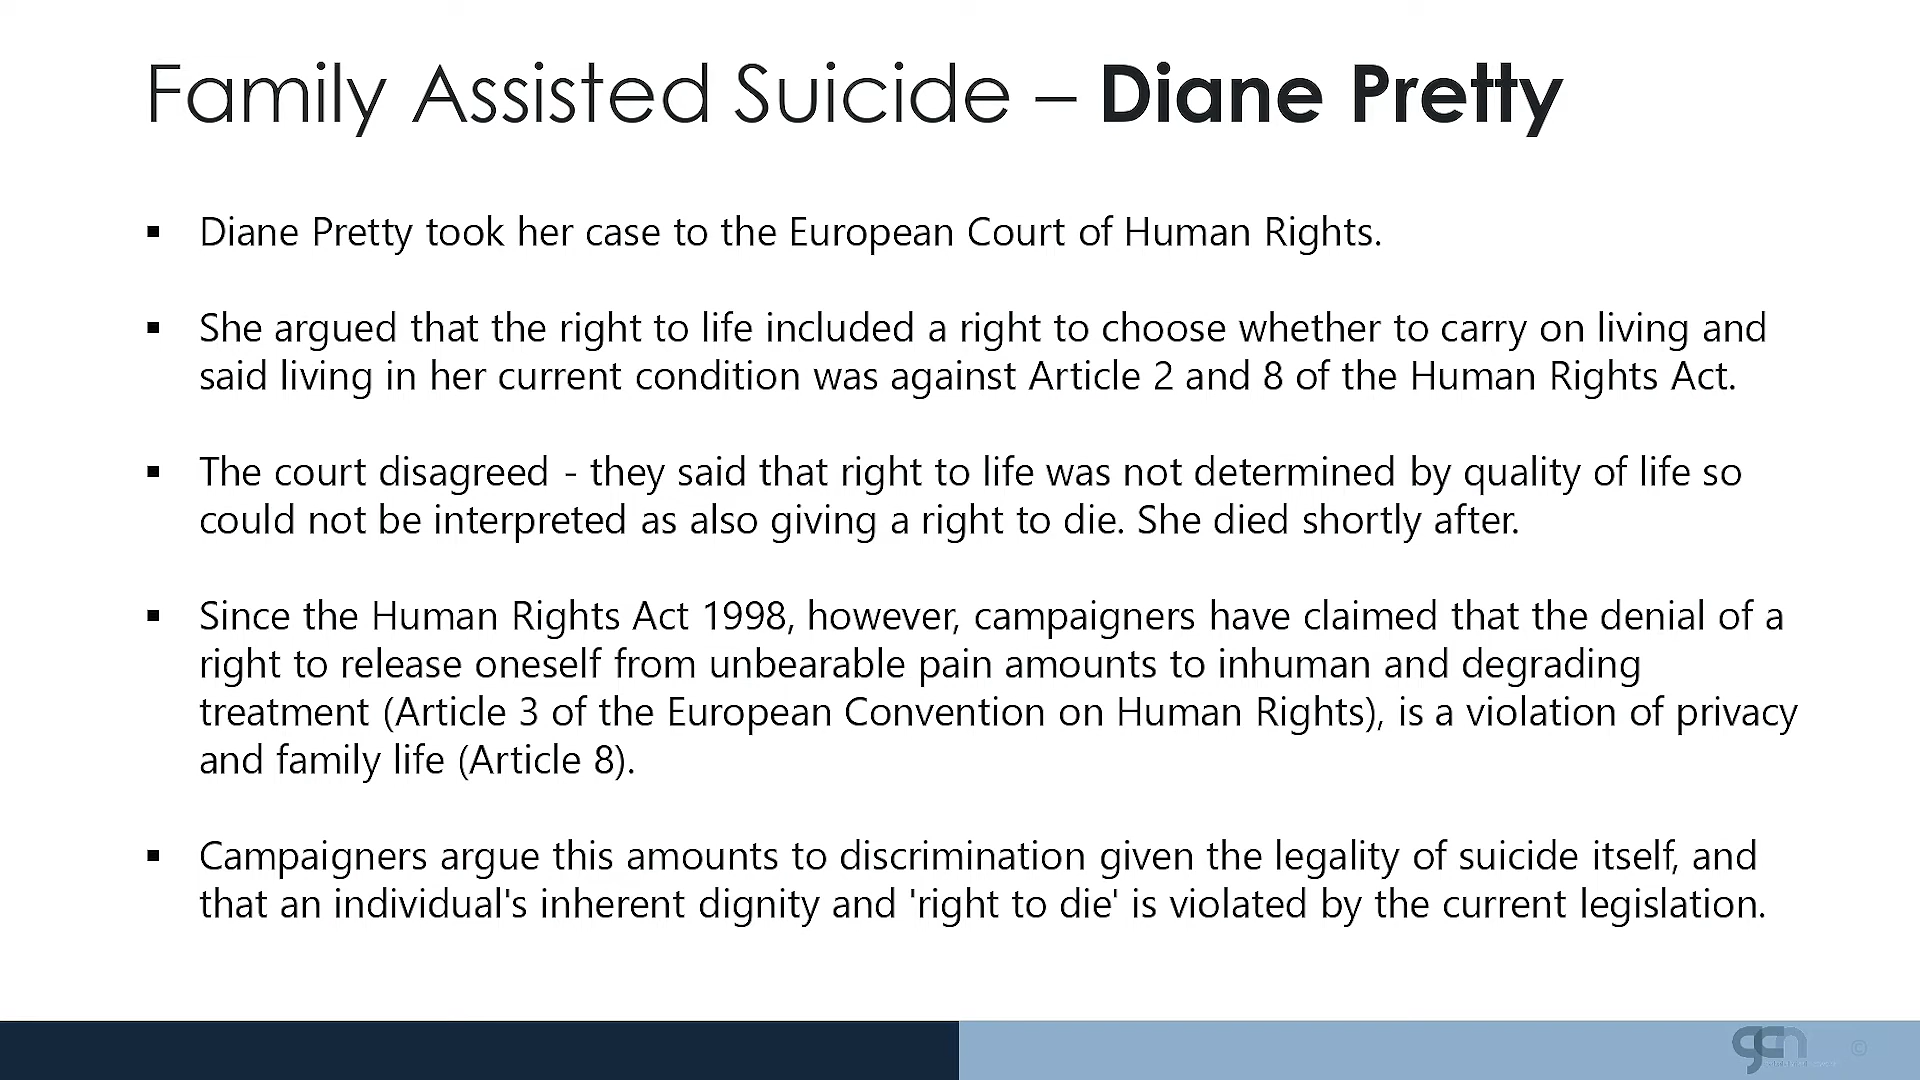 Family Assisted Suicide – Diane Pretty
▪ Diane Pretty took her case to the European Court of Human Rights.
▪ She argued that the right to life included a right to choose whether to carry on living and
said living in her current condition was against Article 2 and 8 of the Human Rights Act.
▪ The court disagreed - they said that right to life was not determined by quality of life so
could not be interpreted as also giving a right to die. She died shortly after.
▪ Since the Human Rights Act 1998, however, campaigners have claimed that the denial of a
right to release oneself from unbearable pain amounts to inhuman and degrading
treatment (Article 3 of the European Convention on Human Rights), is a violation of privacy
and family life (Article 8).
▪ Campaigners argue this amounts to discrimination given the legality of suicide itself, and
that an individual's inherent dignity and 'right to die' is violated by the current legislation.
©